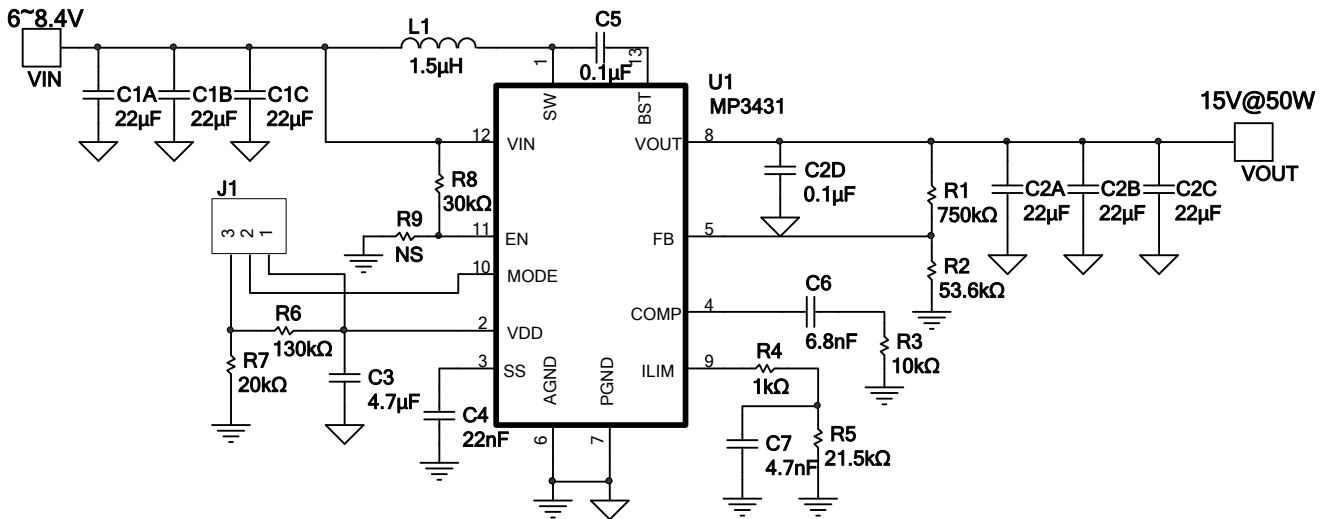 6~8.4V
VIN
C1A
22µF
C1B
22µF
C1C
22µF
L1
1.5µH
C5
0.1µF
1
13
SW
BST
U1
MP3431
12
VIN
VOUT
8
15V@50W
VOUT
R8
30kΩ
R9
NS
11
EN
FB
5
C2D
0.1µF
R1
750kΩ
C2A
22µF
C2B
22µF
C2C
22µF
J1
3
2
1
10
MODE
R2
53.6kΩ
C6
6.8nF
COMP
4
R3
10kΩ
R6
130kΩ
2
VDD
R7
20kΩ
C3
4.7µF
3
SS
C4
22nF
AGND
PGND
ILIM
9
R4
1kΩ
C7
4.7nF
R5
21.5kΩ
6
7